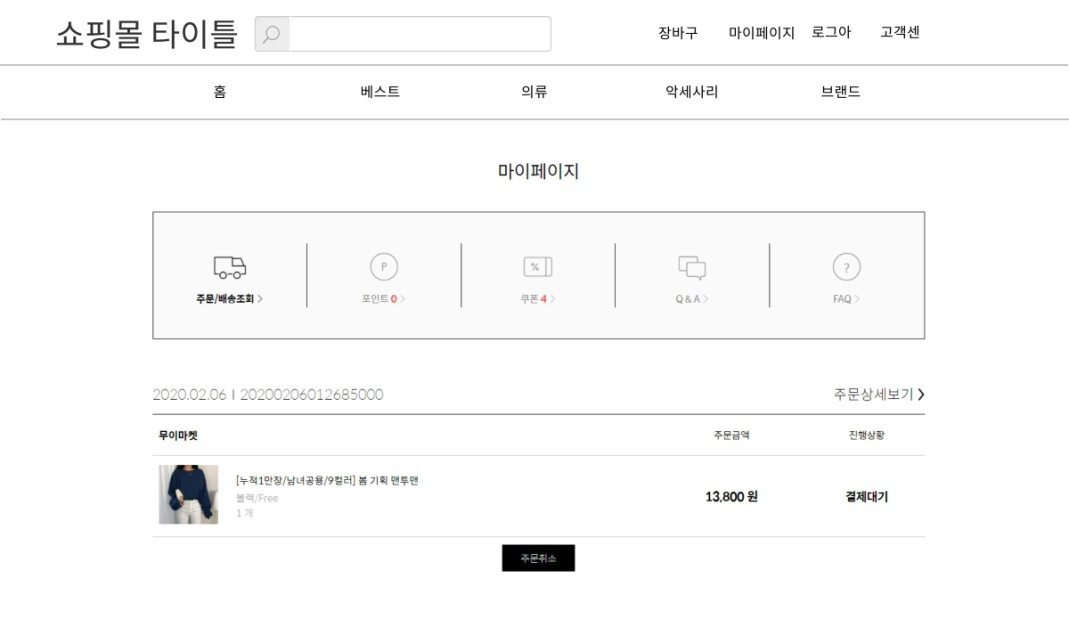 쇼핑몰 타이틀
장바구 마이페이지 로그아 고객센
홈 베스트 의류 악세사리 브랜드
마이페이지
P % ?
주문/배송조회 > 포인트 0 > 쿠폰 4 > Q & A > FAQ >
2020.02.06 I 20200206012685000 주문상세보기 >
무이마켓 주문금액 진행상황
[누적1만장/남녀공용/9컬러] 봄 기획 맨투맨
블랙/Free
1 개
13,800 원 결제대기
주문취소